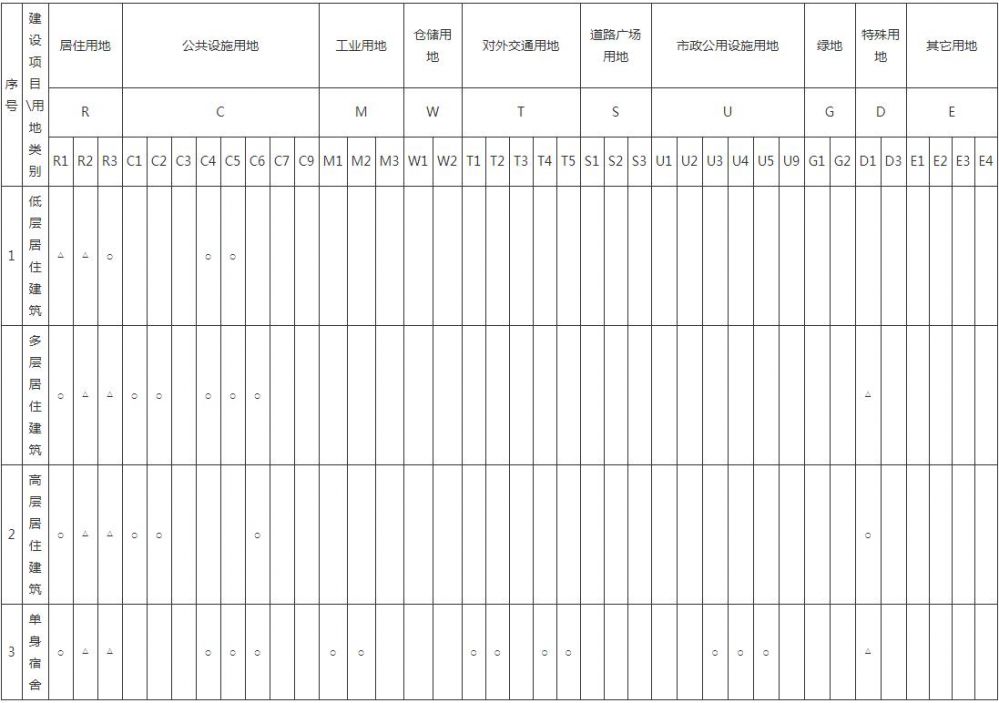 序号 建设项目\用地类别 居住用地 公共设施用地 工业用地 仓储用地 对外交通用地 道路广场用地 市政公用设施用地 绿地 特殊用地 其它用地
R C M W T S U G D E
R1 R2 R3 C1 C2 C3 C4 C5 C6 C7 C9 M1 M2 M3 W1 W2 T1 T2 T3 T4 T5 S1 S2 S3 U1 U2 U3 U4 U5 U9 G1 G2 D1 D3 E1 E2 E3 E4
1 低层居住建筑 △ △ ○ ○ ○
多层居住建筑 ○ △ △ ○ ○ ○ ○ ○ △
2 高层居住建筑 ○ △ △ ○ ○ ○ ○
3 单身宿舍 ○ △ △ ○ ○ ○ ○ ○ ○ ○ ○ ○ ○ ○ ○ △